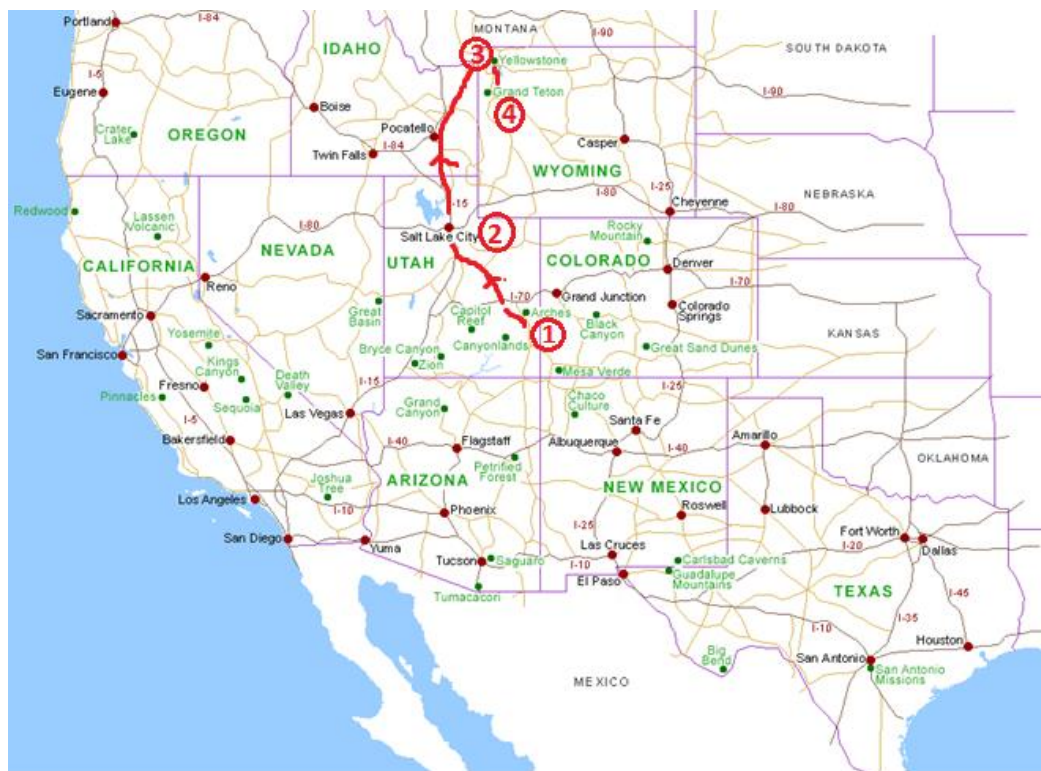 Portland
I-84
MONTANA
I-90
SOUTH DAKOTA
IDAHO
③
Yellowstone
I-5
Eugene
Grand Teton
I-90
Boise
④
Crater
Lake
OREGON
Pocatello
Casper
I-84
Twin Falls
WYOMING
I-25
NEBRASKA
I-80
Cheyenne
I-80
Redwood
Lassen
Volcanic
-15
I-80
Salt Lake City
②
Rocky
Mountain
NEVADA
UTAH
COLORADO
CALIFORNIA
Denver
I-70
Reno
Grand Junction
I-70
Great
Basin
Capitol
Reef
Arches
Colorado
Springs
Sacramento
Black
Canyon
KANSAS
Yosemite
①
Canyonlands
San Francisco
Bryce Canyon
Great Sand Dunes
Kings
Canyon
Zion
Mesa Verde
Death
Valley
Fresno
I-15
I-25
Pinnacles
Sequoia
Las Vegas
Grand
Canyon
Chaco
Culture
I-5
Santa Fe
Bakersfield
I-40
Flagstaff
Albuquerque
I-40
Amarillo
OKLAHOMA
Petrified
Forest
Joshua
Tree
ARIZONA
NEW MEXICO
Los Angeles
I-10
Phoenix
Roswell
Lubbock
I-25
San Diego
Yuma
Fort Worth
Las Cruces
I-20
Dallas
Tucson
Saguaro
I-10
Carlsbad Caverns
El Paso
Guadalupe
Mountains
Tumacacori
TEXAS
I-45
I-35
I-10
Houston
Big
Bend
San Antonio
San Antonio
Missions
MEXICO